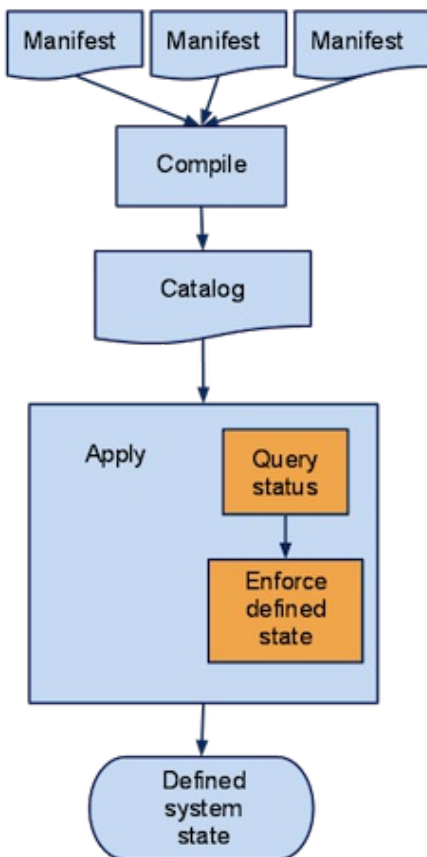 Manifest
Manifest
Manifest
Compile
Catalog
Apply
Query
status
Enforce
defined
state
Defined
system
state